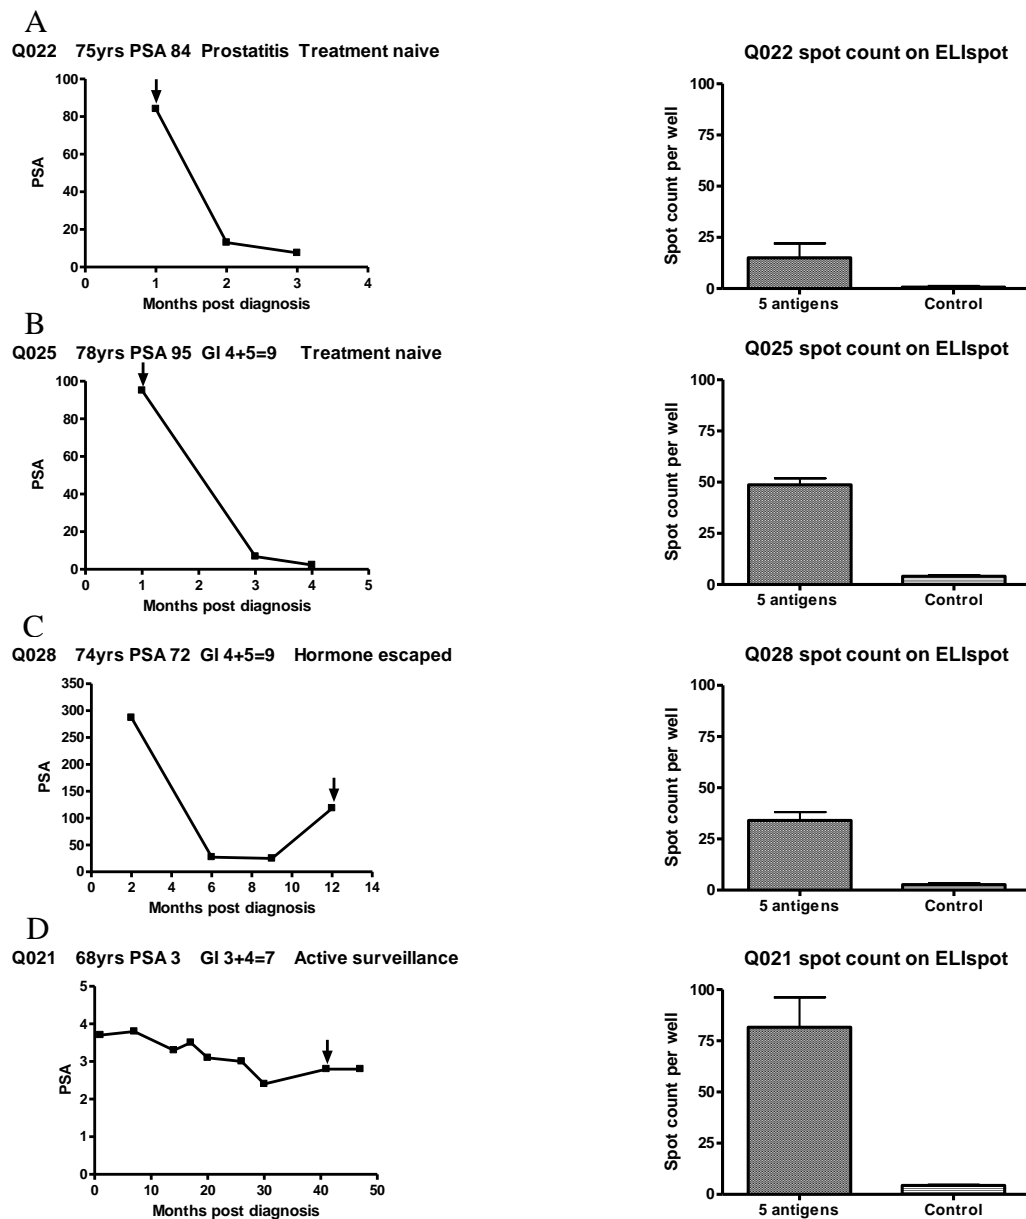 A
Q022 75yrs PSA 84 Prostatitis Treatment naive
100
80
60
40
20
0
PSA
0 1 2 3 4
Months post diagnosis
Q022 spot count on ELIspot
100
75
50
25
0
Spot count per well
5 antigens Control
B
Q025 78yrs PSA 95 Gl 4+5=9 Treatment naive
100
80
60
40
20
0
PSA
0 1 2 3 4 5
Months post diagnosis
Q025 spot count on ELIspot
100
75
50
25
0
Spot count per well
5 antigens Control
C
Q028 74yrs PSA 72 Gl 4+5=9 Hormone escaped
350
300
250
200
150
100
50
0
PSA
0 2 4 6 8 10 12 14
Months post diagnosis
Q028 spot count on ELIspot
100
75
50
25
0
Spot count per well
5 antigens Control
D
Q021 68yrs PSA 3 Gl 3+4=7 Active surveillance
5
4
3
2
1
0
PSA
0 10 20 30 40 50
Months post diagnosis
Q021 spot count on ELIspot
100
75
50
25
0
Spot count per well
5 antigens Control